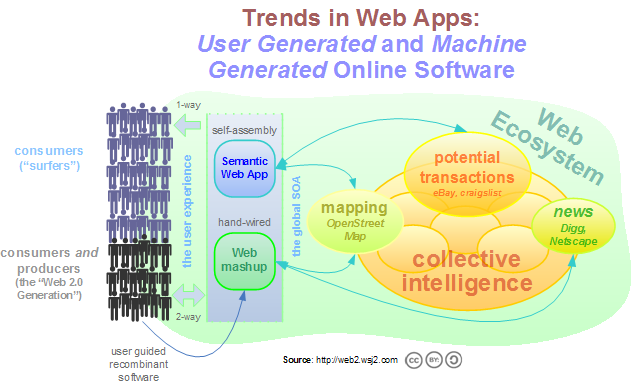 Trends in Web Apps:
User Generated and Machine
Generated Online Software
1-way
self-assembly
Semantic
Web App
hand-wired
Web
mashup
2-way
the user experience
the global SOA
consumers
("surfers")
consumers and
producers
(the "Web 2.0
Generation")
user guided
recombinant
software
mapping
OpenStreet
Map
potential
transactions
eBay, craigslist
collective
intelligence
news
Digg,
Netscape
Web
Ecosystem
Source: http://web2.wsj2.com
cc BY: